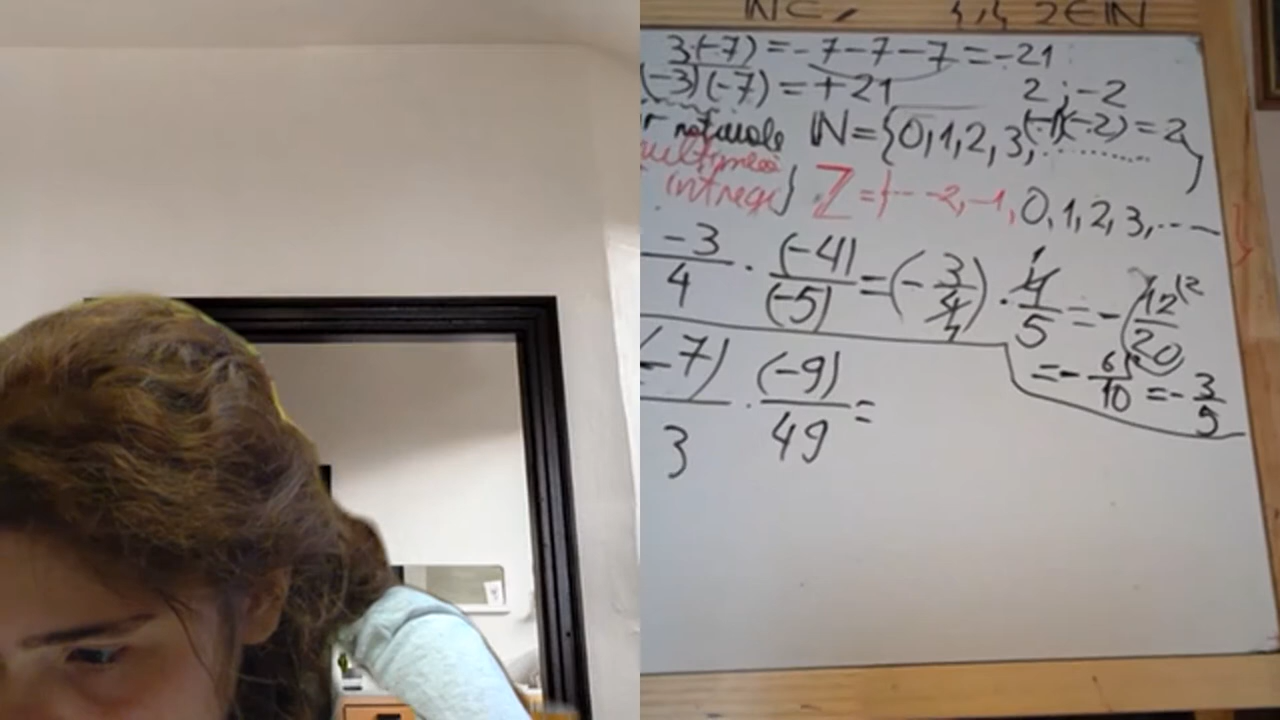 3·(-7) = -7-7-7 = -21
(-3)(-7) = +21 2 ; -2
naturale IN = {0,1,2,3, ....... (-1)(-2) = 2
intregi} Z = {... -2, -1, 0,1,2,3,... }
-3/4 · (-4)/(-5) = (-3/4) · 4/5 = -12/20
= -6/10 = -3/5
(-7)/3 · (-9)/49 =